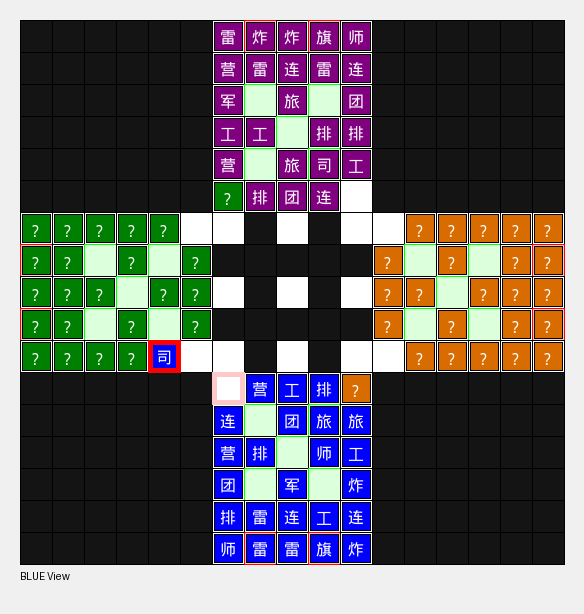 雷 炸 炸 旗 师
营 雷 连 雷 连
军 旅 团
工 工 排 排
营 旅 司 工
? 排 团 连
? ? ? ? ? ? ? ? ? ?
? ? ? ? ? ? ? ?
? ? ? ? ? ? ? ? ? ?
? ? ? ? ? ? ? ?
? ? ? ? 司 ? ? ? ? ?
营 工 排 ?
连 团 旅 旅
营 排 师 工
团 军 炸
排 雷 连 工 连
师 雷 雷 旗 炸
BLUE View